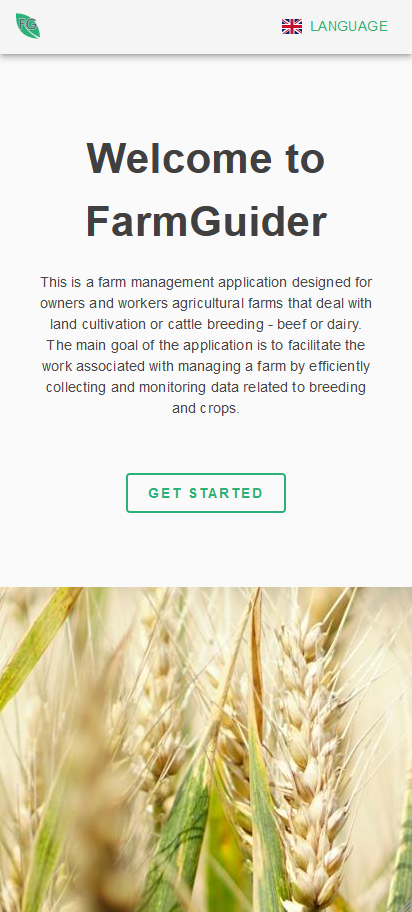 FG
LANGUAGE
Welcome to
FarmGuider
This is a farm management application designed for
owners and workers agricultural farms that deal with
land cultivation or cattle breeding - beef or dairy.
The main goal of the application is to facilitate the
work associated with managing a farm by efficiently
collecting and monitoring data related to breeding
and crops.
GET STARTED